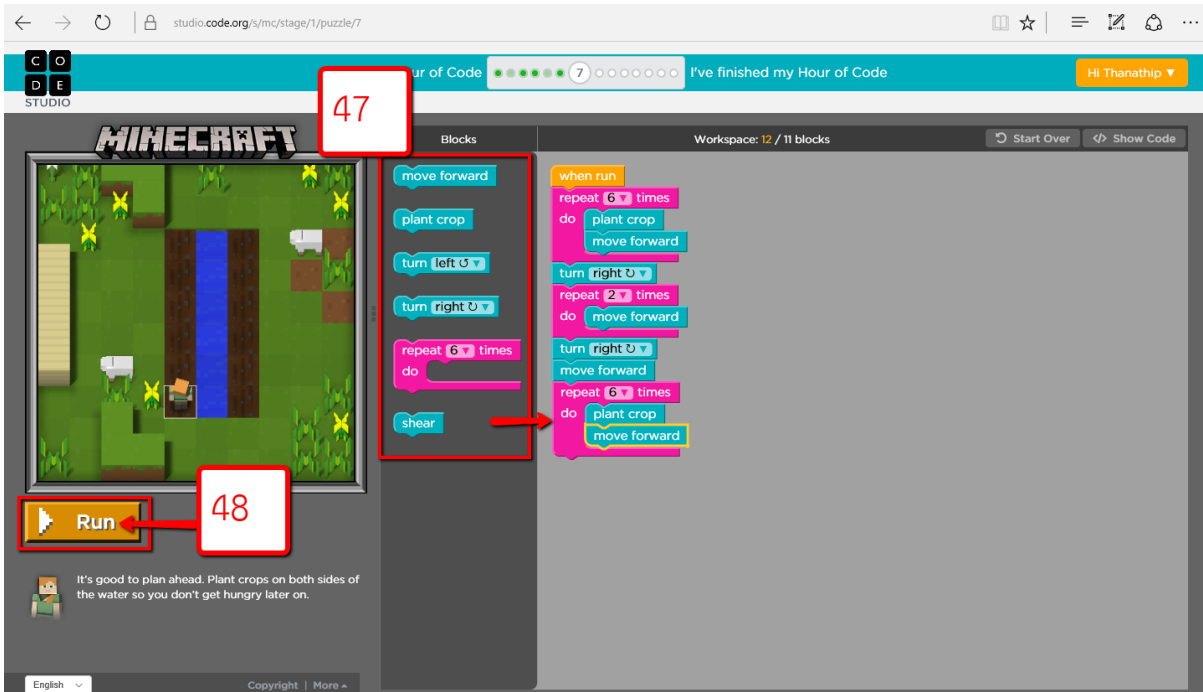 studio.code.org/s/mc/stage/1/puzzle/7
C O
D E
STUDIO
ur of Code
7
I've finished my Hour of Code
Hi Thanathip ▼
47
MINECRAFT
Blocks
Workspace: 12 / 11 blocks
Start Over
</> Show Code
move forward
plant crop
turn left ↺ ▼
turn right ↻ ▼
repeat 6 ▼ times
do
shear
when run
repeat 6 ▼ times
do plant crop
move forward
turn right ↻ ▼
repeat 2 ▼ times
do move forward
turn right ↻ ▼
move forward
repeat 6 ▼ times
do plant crop
move forward
Run
48
It's good to plan ahead. Plant crops on both sides of
the water so you don't get hungry later on.
English
Copyright | More